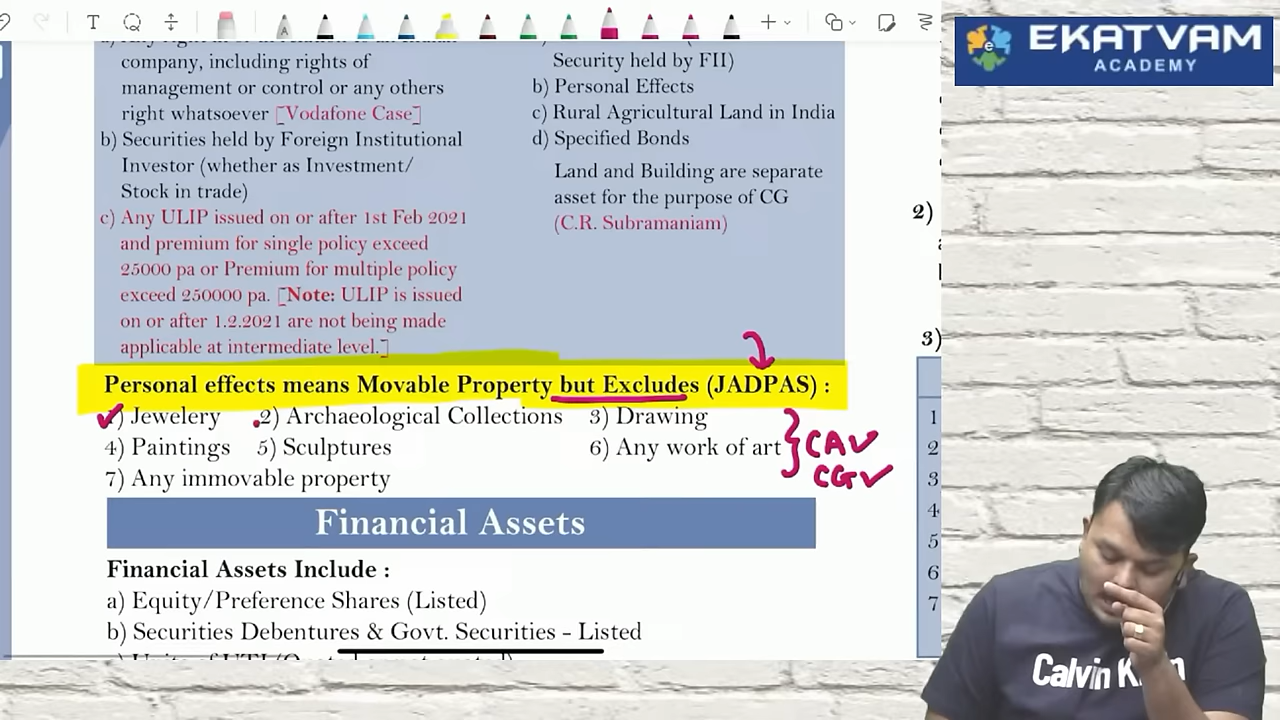 T
A
EKATVAM
ACADEMY
company, including rights of
management or control or any others
right whatsoever [Vodafone Case]
b) Securities held by Foreign Institutional
Investor (whether as Investment/
Stock in trade)
c) Any ULIP issued on or after 1st Feb 2021
and premium for single policy exceed
25000 pa or Premium for multiple policy
exceed 250000 pa. [Note: ULIP is issued
on or after 1.2.2021 are not being made
applicable at intermediate level.]
Security held by FII)
b) Personal Effects
c) Rural Agricultural Land in India
d) Specified Bonds
Land and Building are separate
asset for the purpose of CG
(C.R. Subramaniam)
2)
3)
Personal effects means Movable Property but Excludes (JADPAS) :
1) Jewelery 2) Archaeological Collections 3) Drawing
4) Paintings 5) Sculptures 6) Any work of art } CA✓
CG✓
7) Any immovable property
1
2
3
4
5
6
7
Financial Assets
Financial Assets Include :
a) Equity/Preference Shares (Listed)
b) Securities Debentures & Govt. Securities - Listed
Calvin K